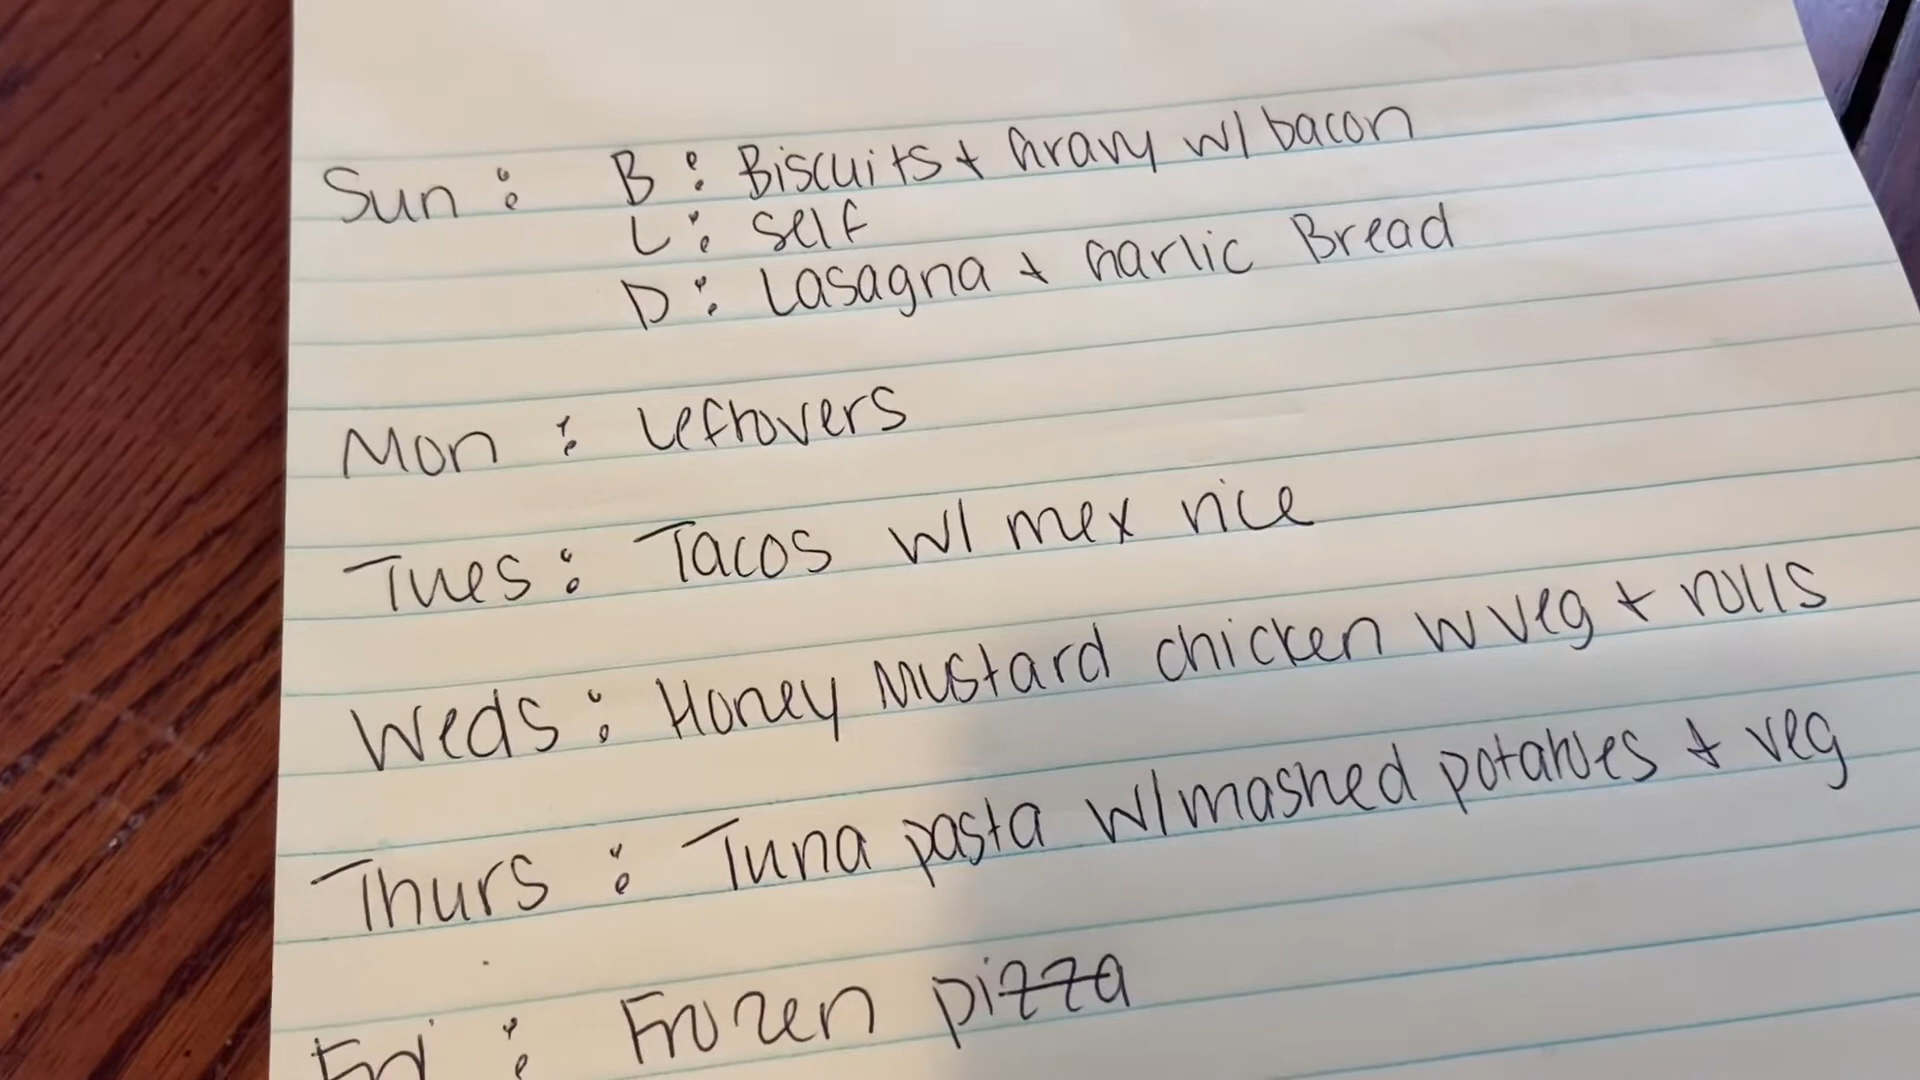 Sun: B: Biscuits + Gravy w/ bacon
L: Self
D: Lasagna + Garlic Bread
Mon: Leftovers
Tues: Tacos w/ mex rice
Weds: Honey Mustard chicken w veg + rolls
Thurs: Tuna pasta w/mashed potatoes + veg
Fri: Frozen pizza